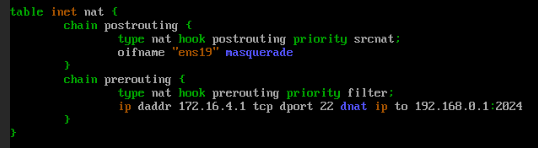 table inet nat {
chain postrouting {
type nat hook postrouting priority srcnat;
oifname "ens19" masquerade
}
chain prerouting {
type nat hook prerouting priority filter;
ip daddr 172.16.4.1 tcp dport 22 dnat ip to 192.168.0.1:2024
}
}